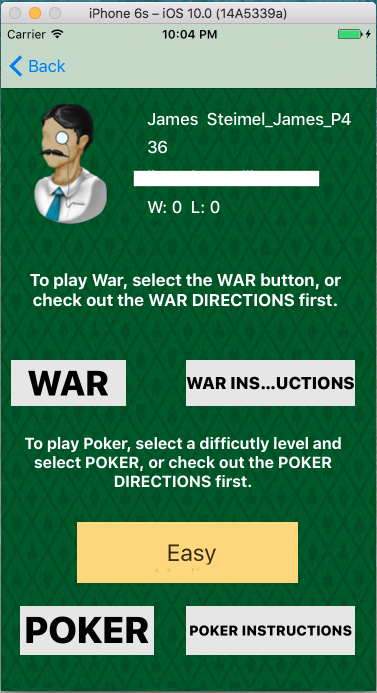 iPhone 6s – iOS 10.0 (14A5339a)
Carrier 10:04 PM
Back
James Steimel_James_P4
36
W: 0 L: 0
To play War, select the WAR button, or
check out the WAR DIRECTIONS first.
WAR WAR INS...UCTIONS
To play Poker, select a difficutly level and
select POKER, or check out the POKER
DIRECTIONS first.
Easy
POKER POKER INSTRUCTIONS